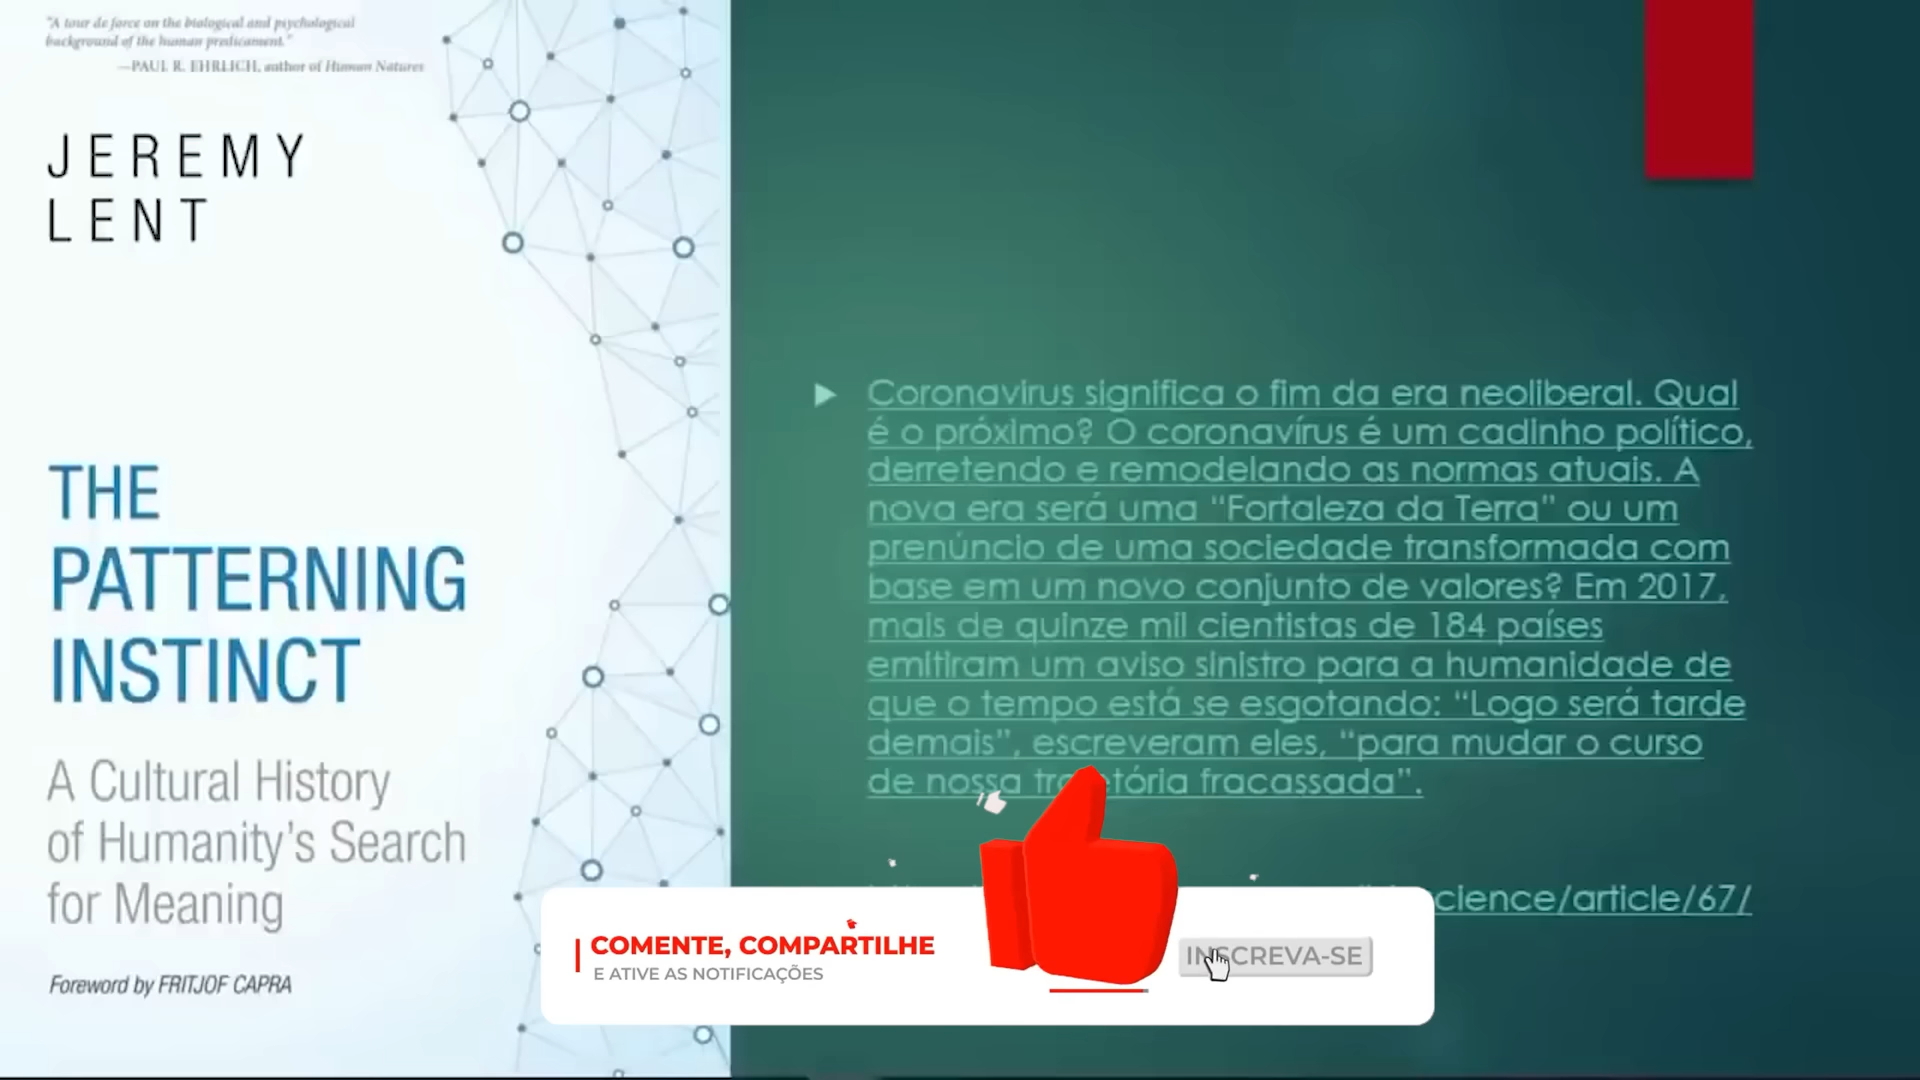 "A tour de force on the biological and psychological
background of the human predicament."
—PAUL R. EHRLICH, author of Human Natures
JEREMY
LENT
THE
PATTERNING
INSTINCT
A Cultural History
of Humanity's Search
for Meaning
Foreword by FRITJOF CAPRA
Coronavirus significa o fim da era neoliberal. Qual
é o próximo? O coronavírus é um cadinho político,
derretendo e remodelando as normas atuais. A
nova era será uma “Fortaleza da Terra” ou um
prenúncio de uma sociedade transformada com
base em um novo conjunto de valores? Em 2017,
mais de quinze mil cientistas de 184 países
emitiram um aviso sinistro para a humanidade de
que o tempo está se esgotando: “Logo será tarde
demais”, escreveram eles, “para mudar o curso
de nossa tra etória fracassada”.
cience/article/67/
COMENTE, COMPARTILHE
E ATIVE AS NOTIFICAÇÕES
INSCREVA-SE